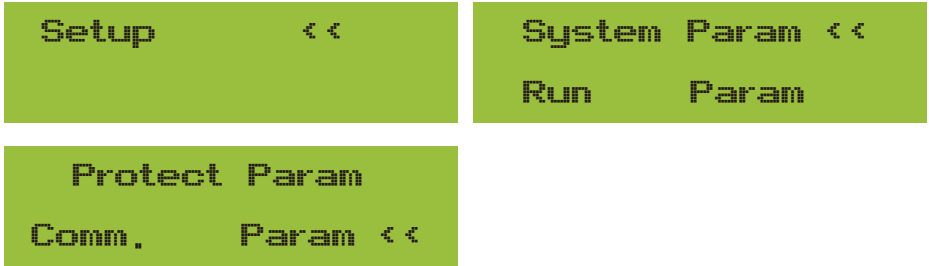 Setup <<
System Param <<
Run Param
Protect Param
Comm. Param <<